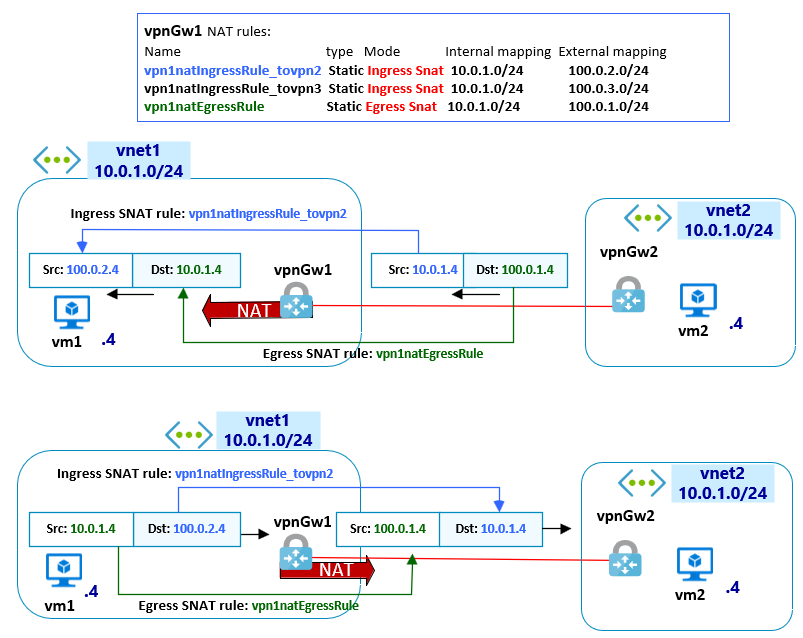 vpnGw1 NAT rules:
Name type Mode Internal mapping External mapping
vpn1natIngressRule_tovpn2 Static Ingress Snat 10.0.1.0/24 100.0.2.0/24
vpn1natIngressRule_tovpn3 Static Ingress Snat 10.0.1.0/24 100.0.3.0/24
vpn1natEgressRule Static Egress Snat 10.0.1.0/24 100.0.1.0/24
vnet1
10.0.1.0/24
Ingress SNAT rule: vpn1natIngressRule_tovpn2
vnet2
10.0.1.0/24
vpnGw2
Src: 100.0.2.4 Dst: 10.0.1.4
vpnGw1
Src: 10.0.1.4 Dst: 100.0.1.4
NAT
vm1 .4
vm2 .4
Egress SNAT rule: vpn1natEgressRule
vnet1
10.0.1.0/24
Ingress SNAT rule: vpn1natIngressRule_tovpn2
vnet2
10.0.1.0/24
vpnGw2
Src: 10.0.1.4 Dst: 100.0.2.4
vpnGw1
Src: 100.0.1.4 Dst: 10.0.1.4
NAT
vm1 .4
vm2 .4
Egress SNAT rule: vpn1natEgressRule